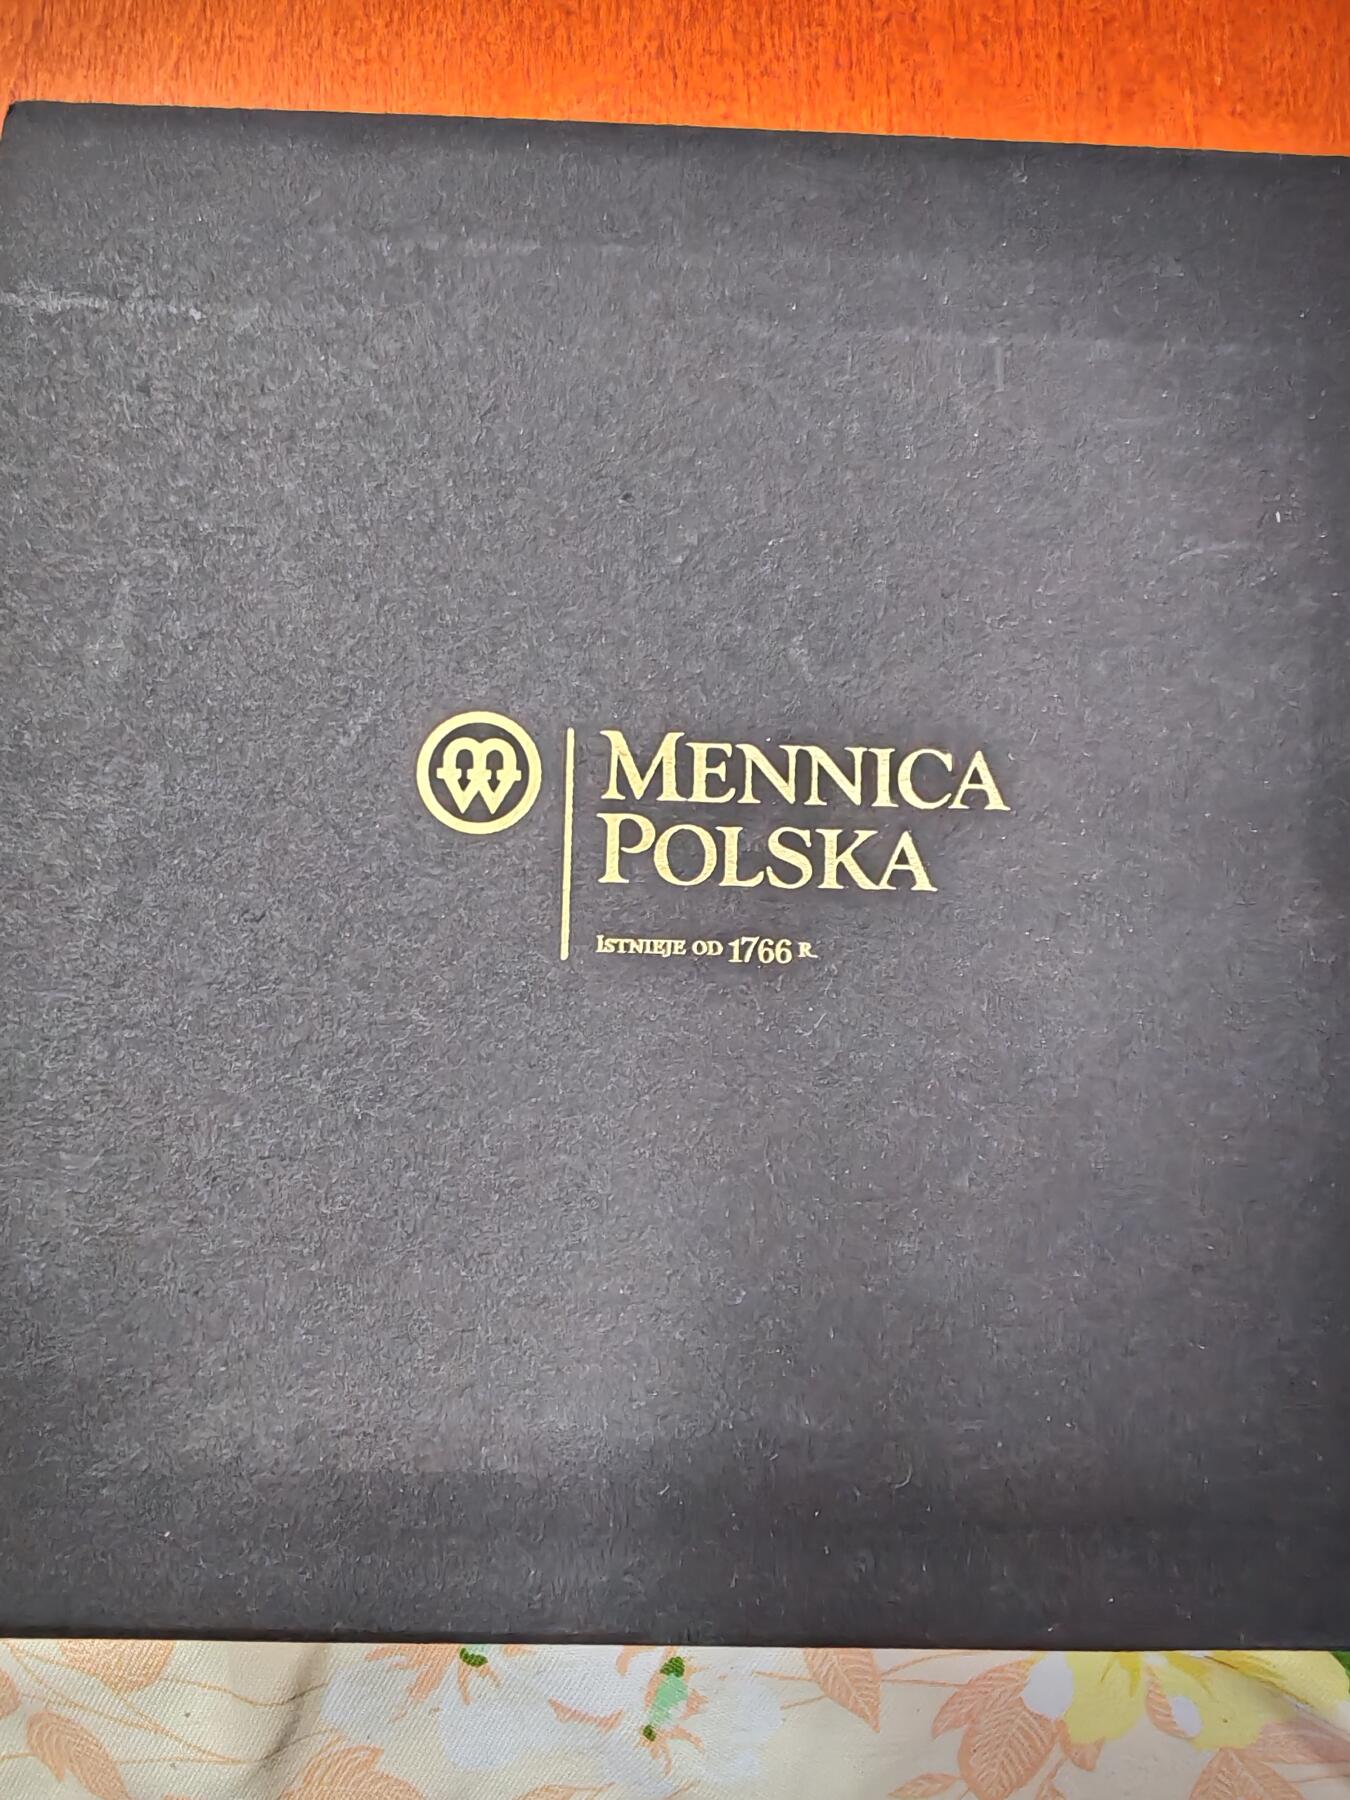 MENNICA
POLSKA
ISTNIEJE OD 1766 R.